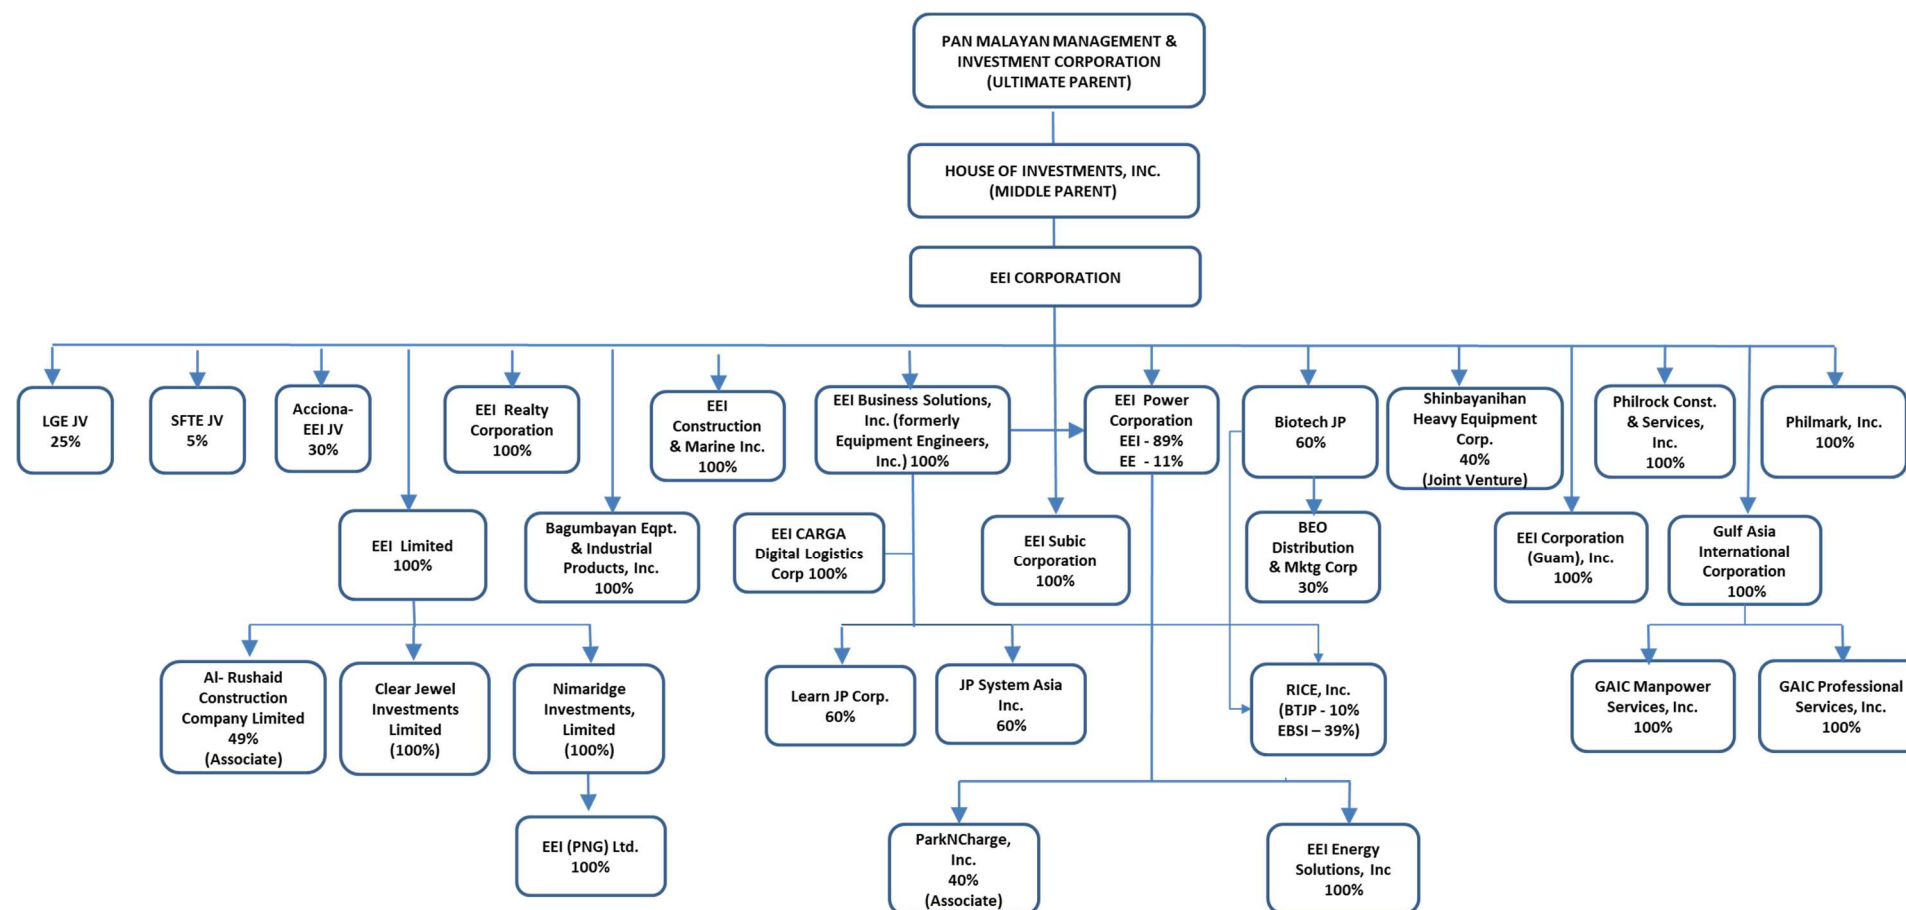 PAN MALAYAN MANAGEMENT &
INVESTMENT CORPORATION
(ULTIMATE PARENT)
HOUSE OF INVESTMENTS, INC.
(MIDDLE PARENT)
EEI CORPORATION
LGE JV
25%
SFTE JV
5%
Acciona-
EEI JV
30%
EEI Realty
Corporation
100%
EEI
Construction
& Marine Inc.
100%
EEI Business Solutions,
Inc. (formerly
Equipment Engineers,
Inc.) 100%
EEI Power
Corporation
EEI - 89%
EE - 11%
Biotech JP
60%
Shinbayanihan
Heavy Equipment
Corp.
40%
(Joint Venture)
Philrock Const.
& Services,
Inc.
100%
Philmark, Inc.
100%
EEI Limited
100%
Bagumbayan Eqpt.
& Industrial
Products, Inc.
100%
EEI CARGA
Digital Logistics
Corp 100%
EEI Subic
Corporation
100%
BEO
Distribution
& Mktg Corp
30%
EEI Corporation
(Guam), Inc.
100%
Gulf Asia
International
Corporation
100%
Al- Rushaid
Construction
Company Limited
49%
(Associate)
Clear Jewel
Investments
Limited
(100%)
Nimaridge
Investments,
Limited
(100%)
Learn JP Corp.
60%
JP System Asia
Inc.
60%
RICE, Inc.
(BTJP - 10%
EBSI – 39%)
GAIC Manpower
Services, Inc.
100%
GAIC Professional
Services, Inc.
100%
EEI (PNG) Ltd.
100%
ParkNCharge,
Inc.
40%
(Associate)
EEI Energy
Solutions, Inc
100%